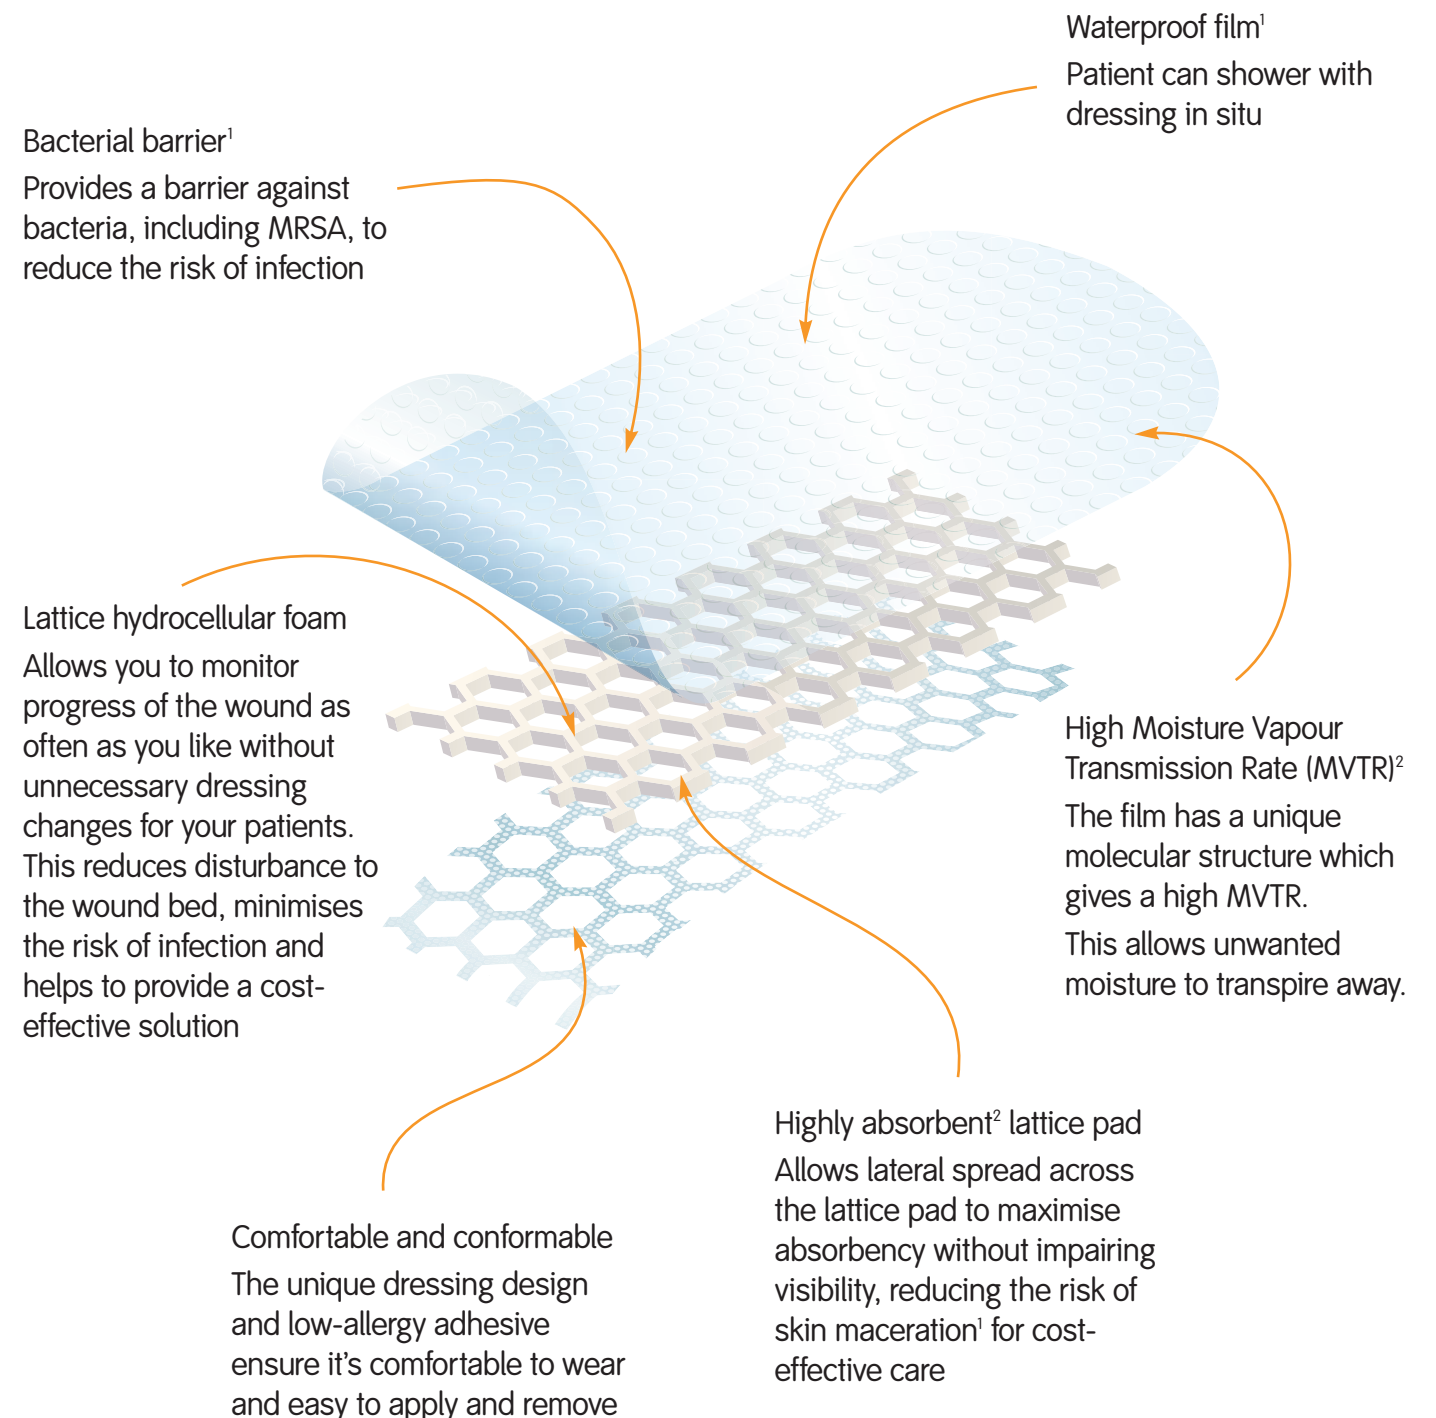 Waterproof film¹
Patient can shower with
dressing in situ
Bacterial barrier¹
Provides a barrier against
bacteria, including MRSA, to
reduce the risk of infection
Lattice hydrocellular foam
Allows you to monitor
progress of the wound as
often as you like without
unnecessary dressing
changes for your patients.
This reduces disturbance to
the wound bed, minimises
the risk of infection and
helps to provide a cost-
effective solution
High Moisture Vapour
Transmission Rate (MVTR)²
The film has a unique
molecular structure which
gives a high MVTR.
This allows unwanted
moisture to transpire away.
Highly absorbent² lattice pad
Allows lateral spread across
the lattice pad to maximise
absorbency without impairing
visibility, reducing the risk of
skin maceration¹ for cost-
effective care
Comfortable and conformable
The unique dressing design
and low-allergy adhesive
ensure it's comfortable to wear
and easy to apply and remove